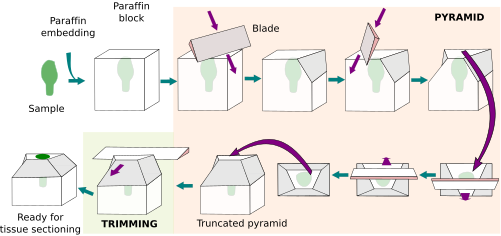 Paraffin
embedding
Paraffin
block
Sample
Blade
PYRAMID
Ready for
tissue sectioning
TRIMMING
Truncated pyramid